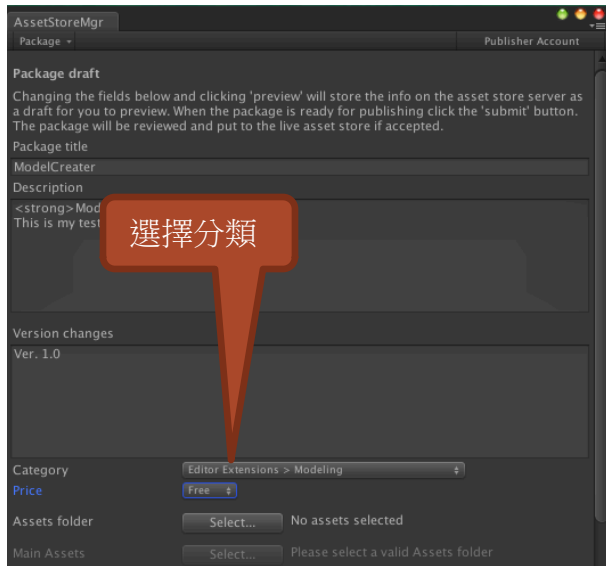 AssetStoreMgr
Package
Publisher Account
Package draft
Changing the fields below and clicking 'preview' will store the info on the asset store server as
a draft for you to preview. When the package is ready for publishing click the 'submit' button.
The package will be reviewed and put to the live asset store if accepted.
Package title
ModelCreater
Description
<strong>Mod
This is my test
選擇分類
Version changes
Ver. 1.0
Category
Editor Extensions > Modeling
Price
Free
Assets folder
Select...
No assets selected
Main Assets
Select...
Please select a valid Assets folder